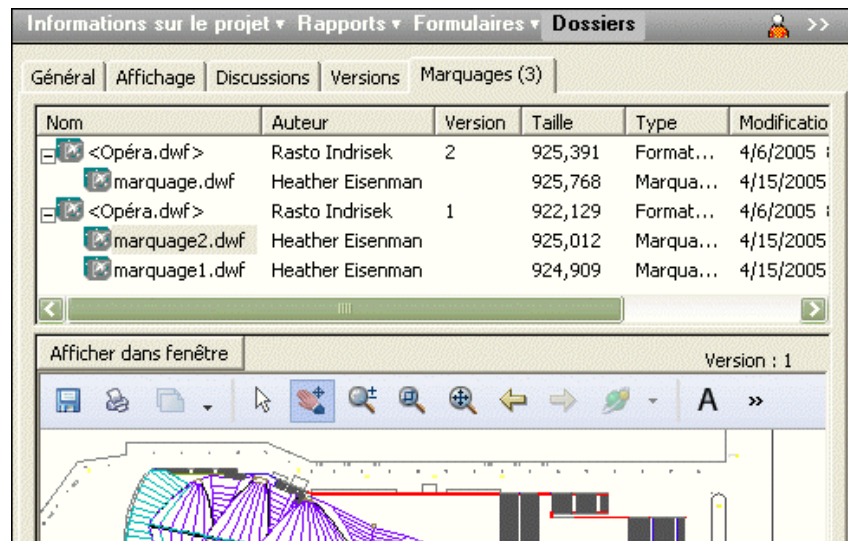 Informations sur le projet ▾ Rapports ▾ Formulaires ▾ Dossiers >>
Général Affichage Discussions Versions Marquages (3)
Nom Auteur Version Taille Type Modificatio
<Opéra.dwf> Rasto Indrisek 2 925,391 Format... 4/6/2005
marquage.dwf Heather Eisenman 925,768 Marqua... 4/15/2005
<Opéra.dwf> Rasto Indrisek 1 922,129 Format... 4/6/2005
marquage2.dwf Heather Eisenman 925,012 Marqua... 4/15/2005
marquage1.dwf Heather Eisenman 924,909 Marqua... 4/15/2005
Afficher dans fenêtre Version : 1
A »